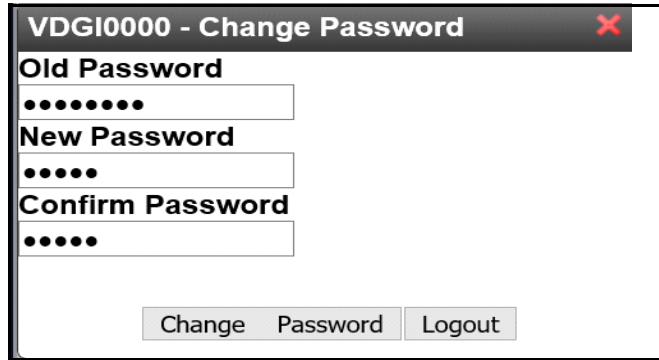 VDGI0000 - Change Password
Old Password
••••••••
New Password
•••••
Confirm Password
•••••
Change Password Logout